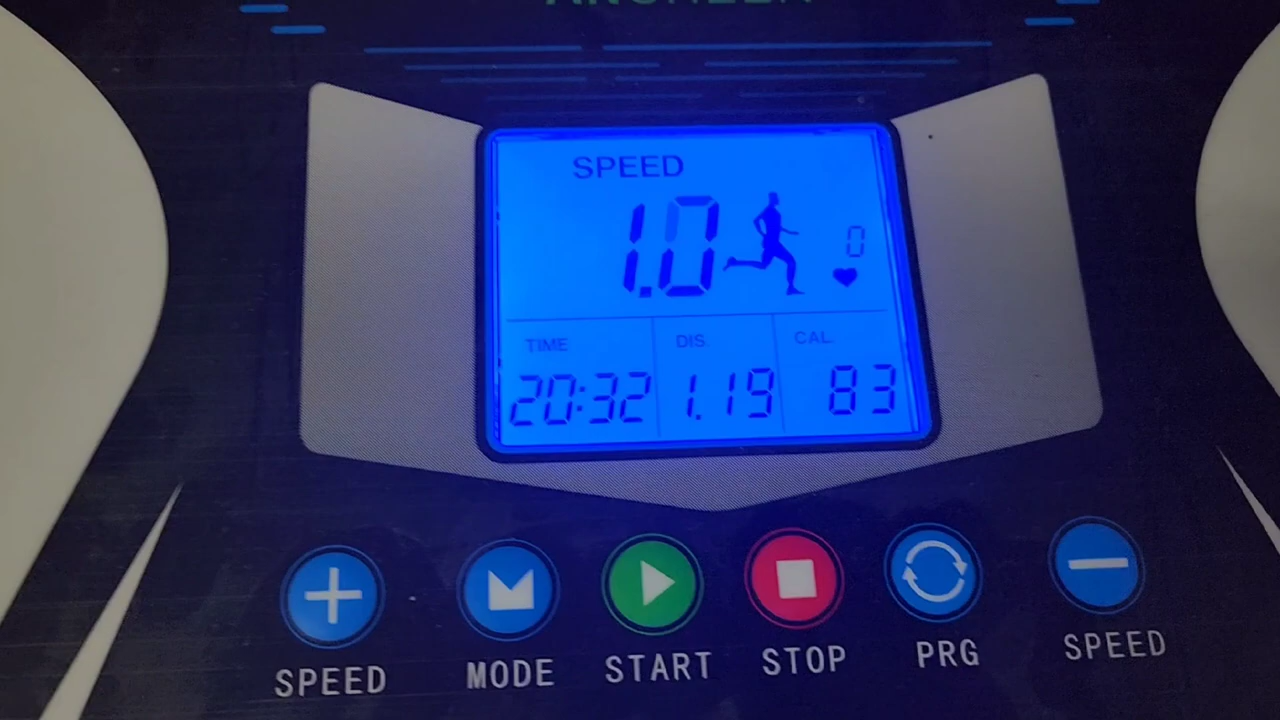 SPEED
1.0
0
TIME DIS. CAL.
20:32 1.19 83
SPEED MODE START STOP PRG SPEED